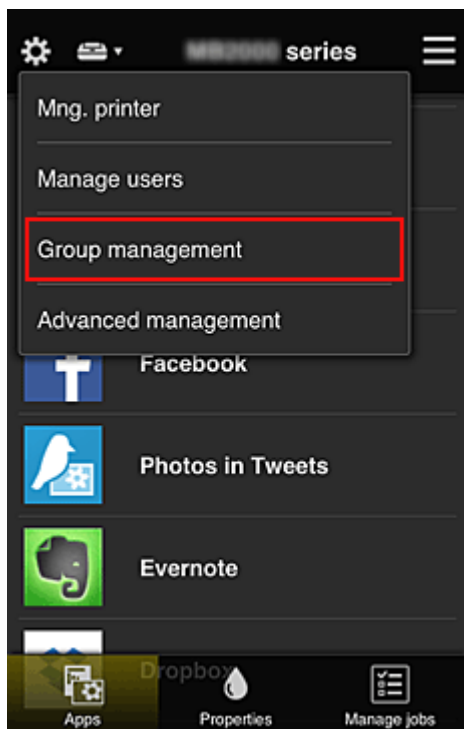 series
Mng. printer
Manage users
Group management
Advanced management
Facebook
Photos in Tweets
Evernote
Dropbox
Apps
Properties
Manage jobs